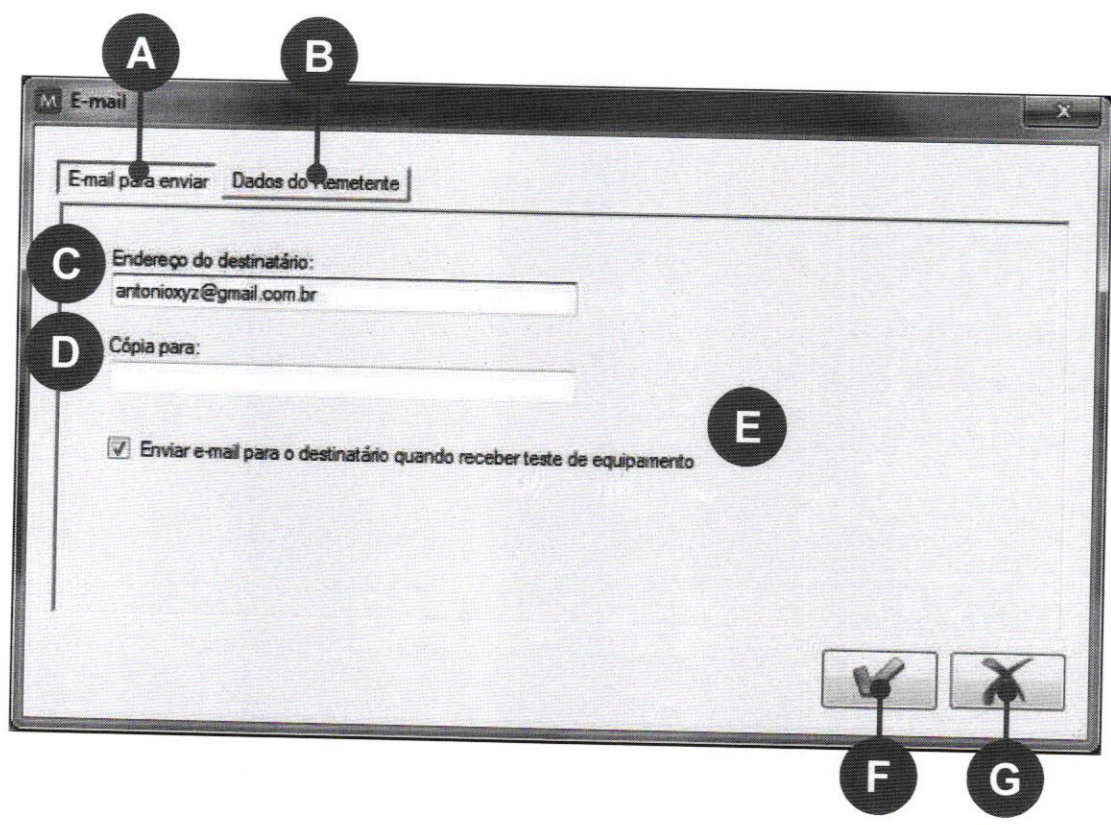 A
B
M E-mail
x
E-mail para enviar
Dados do Remetente
C
Endereço do destinatário:
antonioxyz@gmail.com.br
D
Cópia para:
E
Enviar e-mail para o destinatário quando receber teste de equipamento
F
G